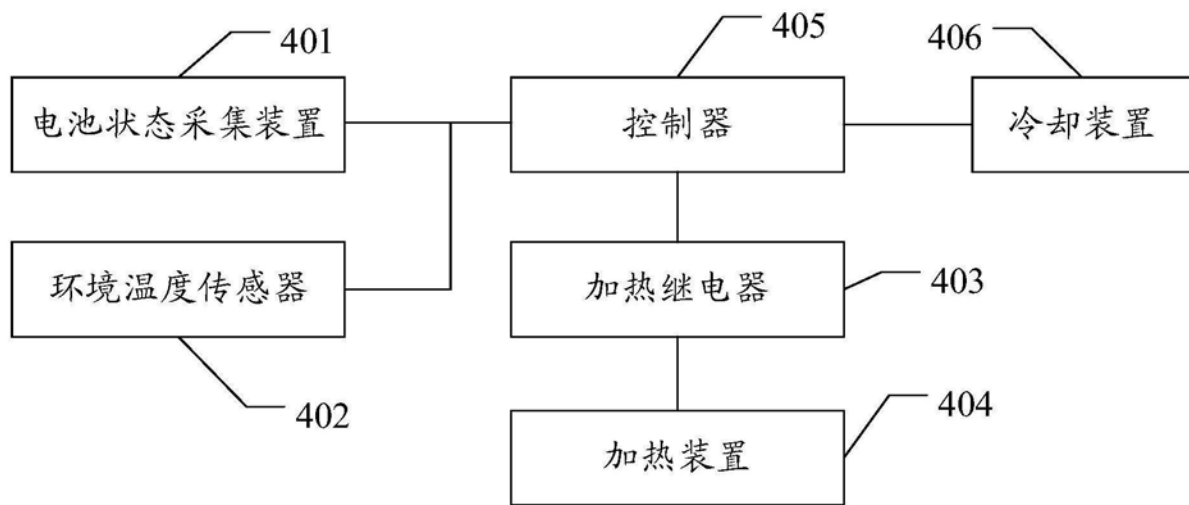 401
405
406
电池状态采集装置
控制器
冷却装置
环境温度传感器
加热继电器
403
402
加热装置
404